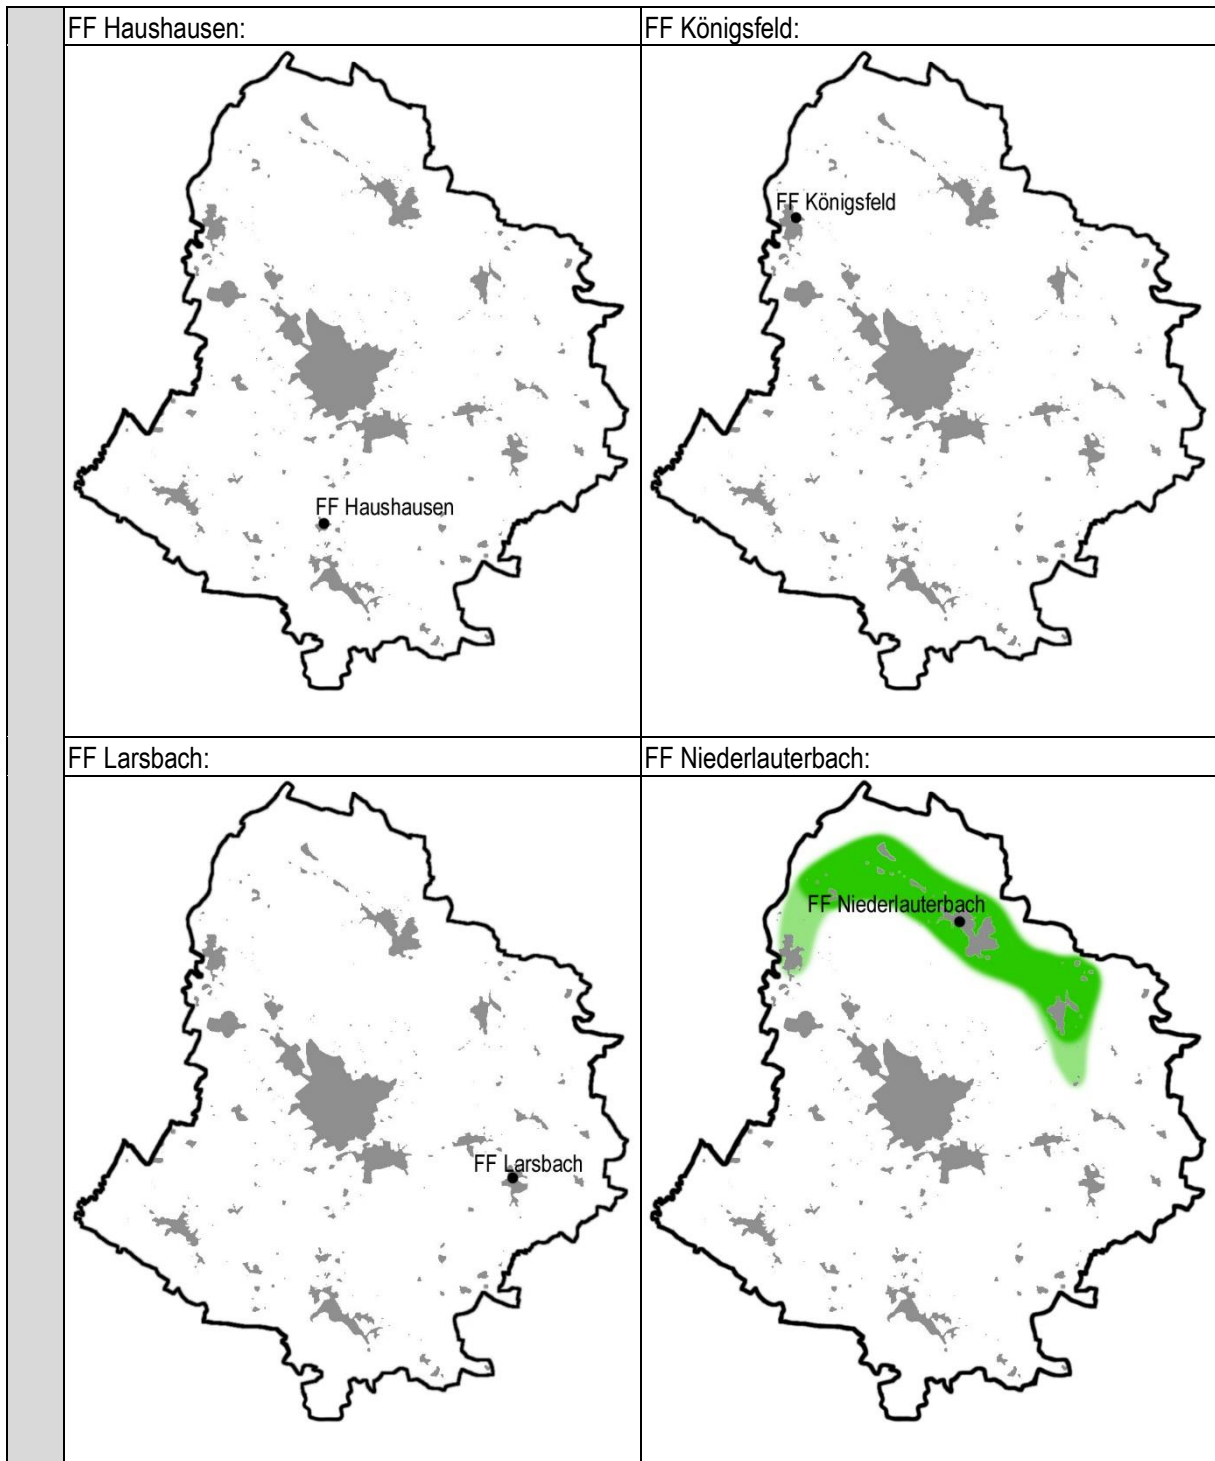 FF Haushausen:
FF Königsfeld:
FF Haushausen
FF Königsfeld
FF Larsbach:
FF Niederlauterbach:
FF Larsbach
FF Niederlauterbach